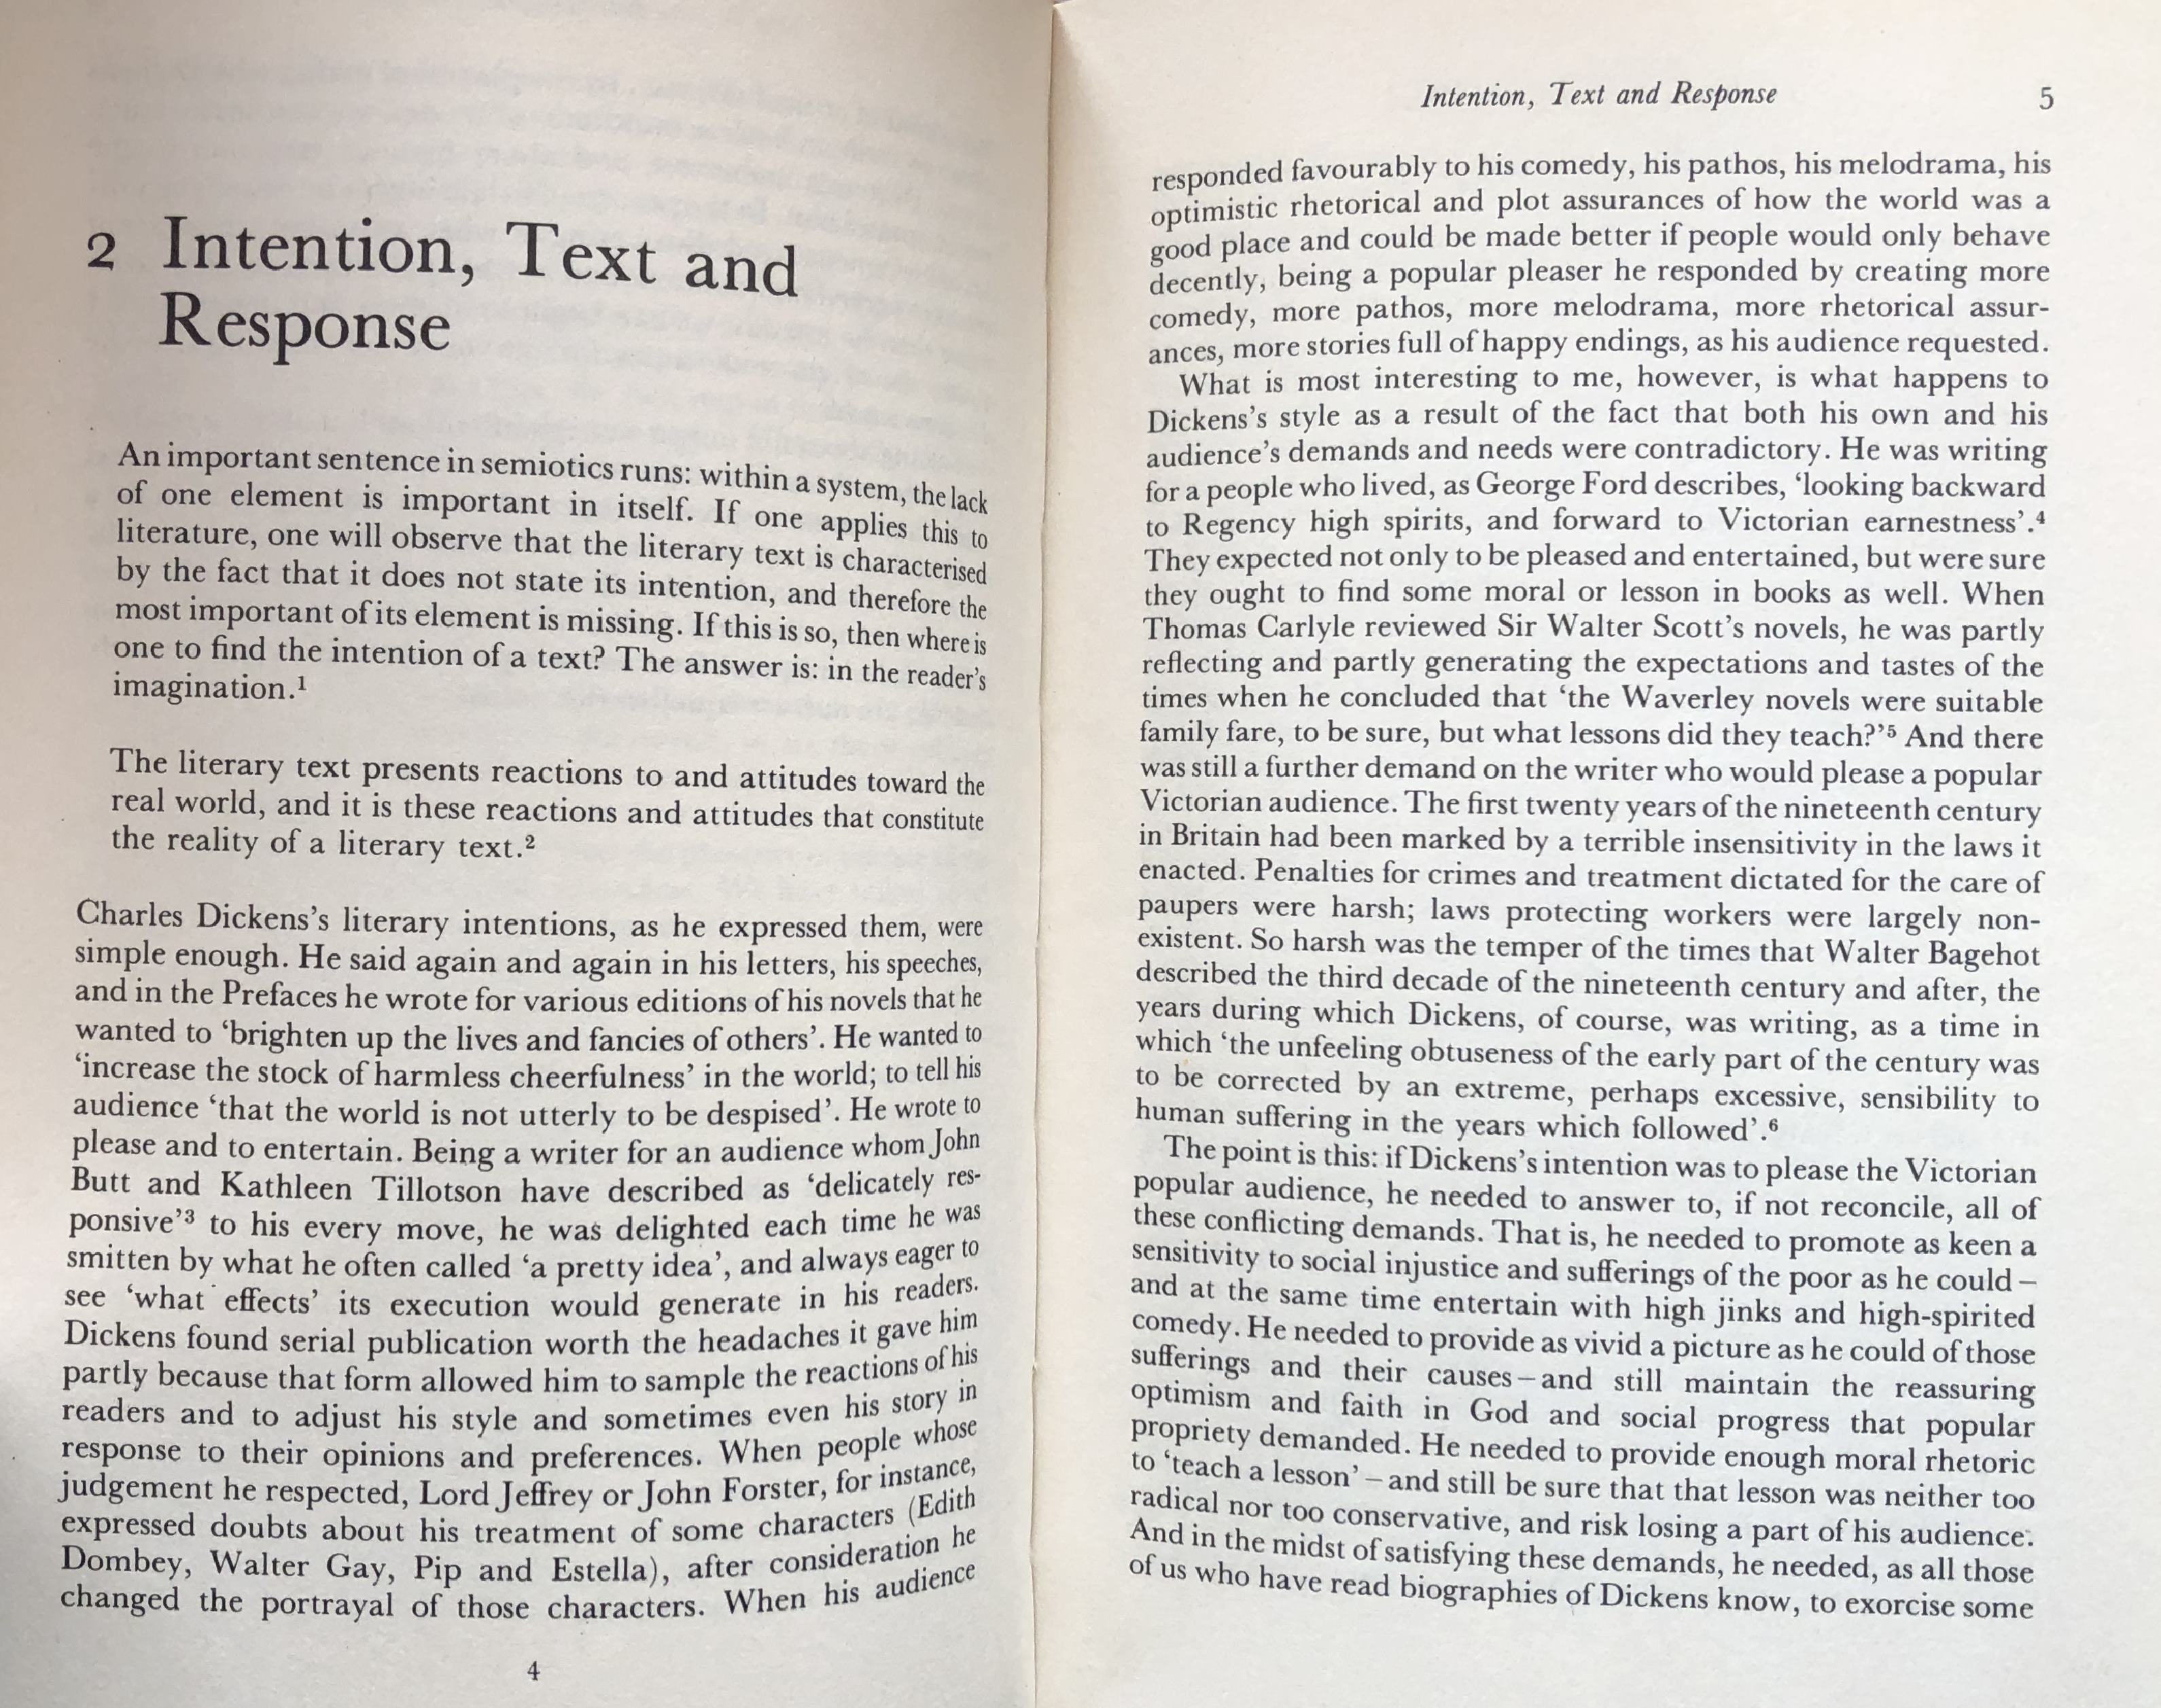 2 Intention, Text and
Response
An important sentence in semiotics runs: within a system, the lack
of one element is important in itself. If one applies this to
literature, one will observe that the literary text is characterised
by the fact that it does not state its intention, and therefore the
most important of its element is missing. If this is so, then where is
one to find the intention of a text? The answer is: in the reader's
imagination.¹
The literary text presents reactions to and attitudes toward the
real world, and it is these reactions and attitudes that constitute
the reality of a literary text.²
Charles Dickens's literary intentions, as he expressed them, were
simple enough. He said again and again in his letters, his speeches,
and in the Prefaces he wrote for various editions of his novels that he
wanted to ‘brighten up the lives and fancies of others’. He wanted to
‘increase the stock of harmless cheerfulness’ in the world; to tell his
audience ‘that the world is not utterly to be despised’. He wrote to
please and to entertain. Being a writer for an audience whom John
Butt and Kathleen Tillotson have described as ‘delicately res-
ponsive’³ to his every move, he was delighted each time he was
smitten by what he often called ‘a pretty idea’, and always eager to
see ‘what effects’ its execution would generate in his readers.
Dickens found serial publication worth the headaches it gave him
partly because that form allowed him to sample the reactions of his
readers and to adjust his style and sometimes even his story in
response to their opinions and preferences. When people whose
judgement he respected, Lord Jeffrey or John Forster, for instance,
expressed doubts about his treatment of some characters (Edith
Dombey, Walter Gay, Pip and Estella), after consideration he
changed the portrayal of those characters. When his audience
4
Intention, Text and Response 5
responded favourably to his comedy, his pathos, his melodrama, his
optimistic rhetorical and plot assurances of how the world was a
good place and could be made better if people would only behave
decently, being a popular pleaser he responded by creating more
comedy, more pathos, more melodrama, more rhetorical assur-
ances, more stories full of happy endings, as his audience requested.
What is most interesting to me, however, is what happens to
Dickens's style as a result of the fact that both his own and his
audience's demands and needs were contradictory. He was writing
for a people who lived, as George Ford describes, ‘looking backward
to Regency high spirits, and forward to Victorian earnestness’.⁴
They expected not only to be pleased and entertained, but were sure
they ought to find some moral or lesson in books as well. When
Thomas Carlyle reviewed Sir Walter Scott's novels, he was partly
reflecting and partly generating the expectations and tastes of the
times when he concluded that ‘the Waverley novels were suitable
family fare, to be sure, but what lessons did they teach?’⁵ And there
was still a further demand on the writer who would please a popular
Victorian audience. The first twenty years of the nineteenth century
in Britain had been marked by a terrible insensitivity in the laws it
enacted. Penalties for crimes and treatment dictated for the care of
paupers were harsh; laws protecting workers were largely non-
existent. So harsh was the temper of the times that Walter Bagehot
described the third decade of the nineteenth century and after, the
years during which Dickens, of course, was writing, as a time in
which ‘the unfeeling obtuseness of the early part of the century was
to be corrected by an extreme, perhaps excessive, sensibility to
human suffering in the years which followed’.⁶
The point is this: if Dickens's intention was to please the Victorian
popular audience, he needed to answer to, if not reconcile, all of
these conflicting demands. That is, he needed to promote as keen a
sensitivity to social injustice and sufferings of the poor as he could –
and at the same time entertain with high jinks and high-spirited
comedy. He needed to provide as vivid a picture as he could of those
sufferings and their causes – and still maintain the reassuring
optimism and faith in God and social progress that popular
propriety demanded. He needed to provide enough moral rhetoric
to ‘teach a lesson’ – and still be sure that that lesson was neither too
radical nor too conservative, and risk losing a part of his audience.
And in the midst of satisfying these demands, he needed, as all those
of us who have read biographies of Dickens know, to exorcise some